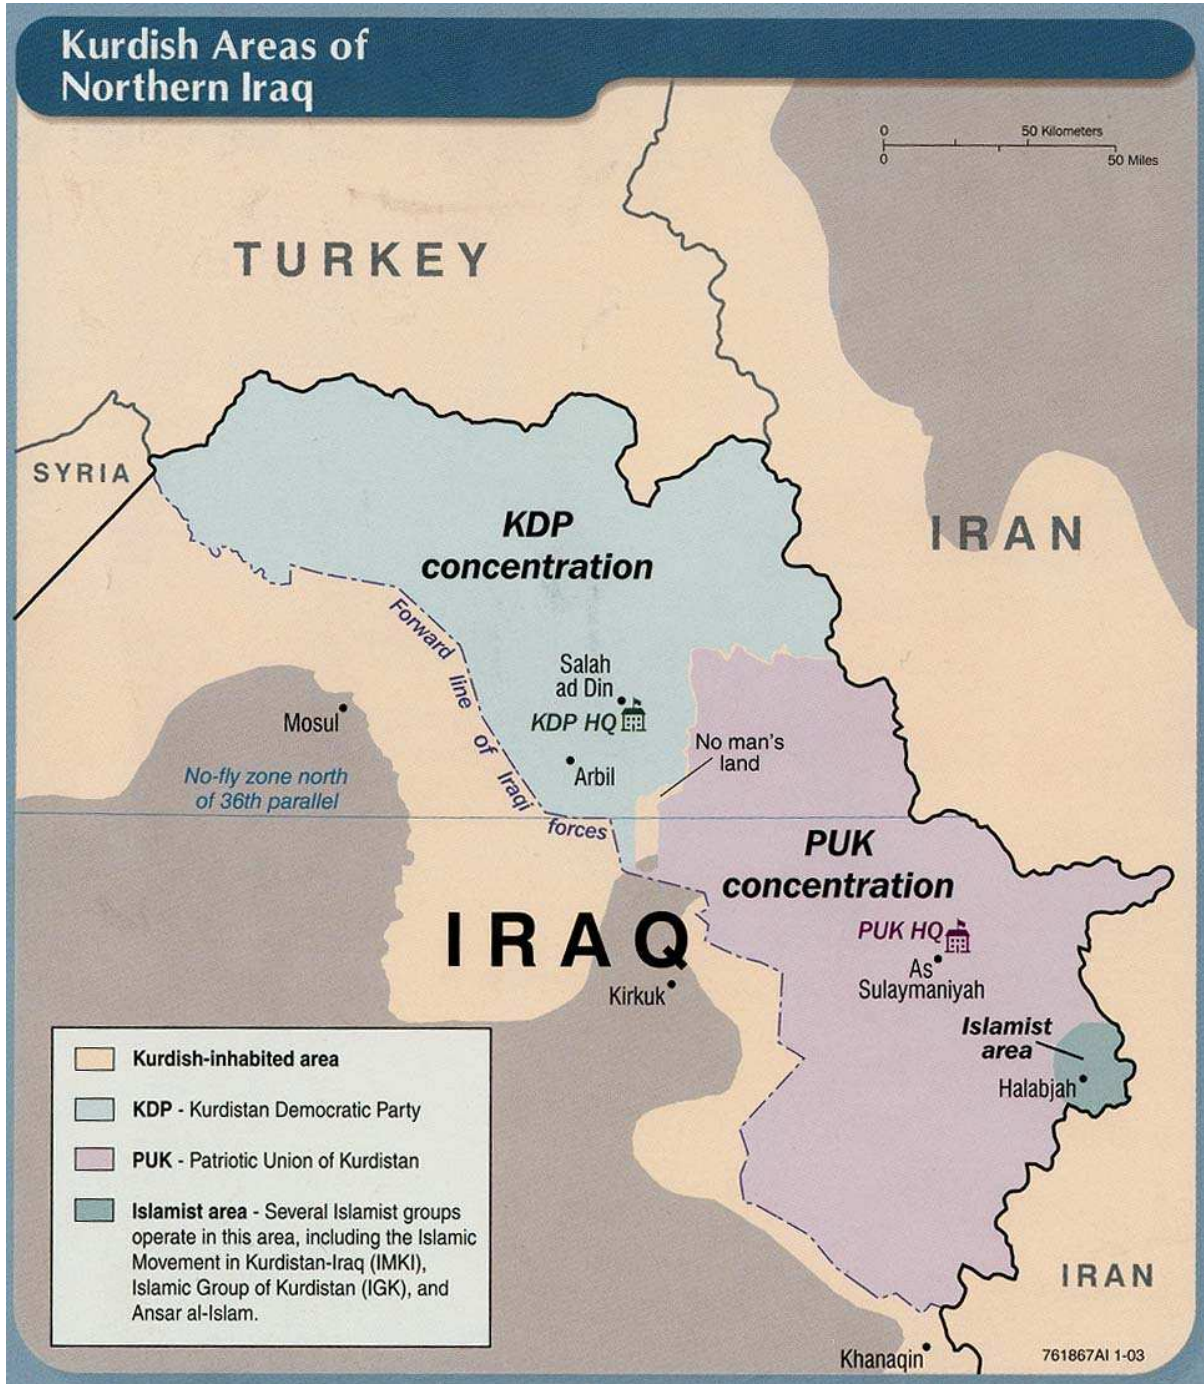 Kurdish Areas of
Northern Iraq
0 50 Kilometers
0 50 Miles
TURKEY
SYRIA
IRAN
KDP
concentration
Forward line of Iraqi forces
Salah
ad Din
KDP HQ
Mosul
Arbil
No man's
land
No-fly zone north
of 36th parallel
PUK
concentration
IRAQ
PUK HQ
As
Sulaymaniyah
Kirkuk
Islamist
area
Halabjah
Kurdish-inhabited area
KDP - Kurdistan Democratic Party
PUK - Patriotic Union of Kurdistan
Islamist area - Several Islamist groups
operate in this area, including the Islamic
Movement in Kurdistan-Iraq (IMKI),
Islamic Group of Kurdistan (IGK), and
Ansar al-Islam.
IRAN
Khanaqin
761867AI 1-03